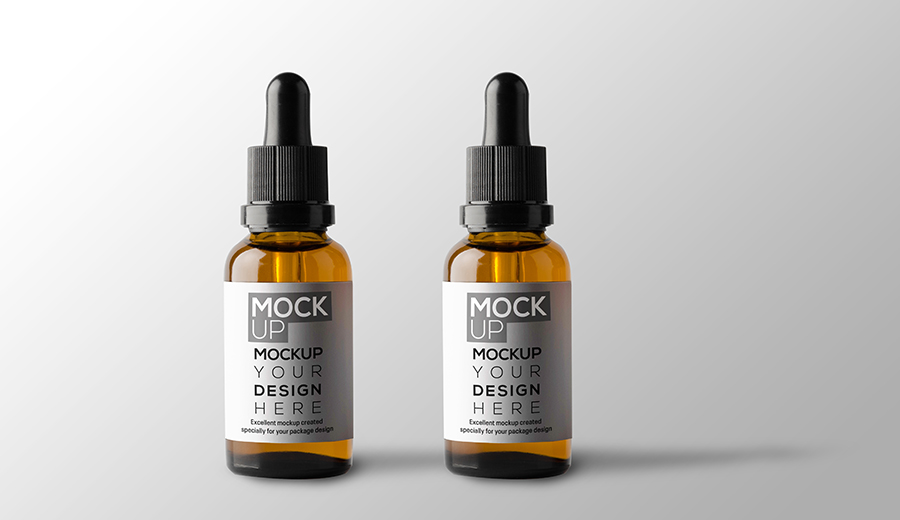 MOCK
UP
MOCKUP
YOUR
DESIGN
HERE
Excellent mockup created
specially for your package design
MOCK
UP
MOCKUP
YOUR
DESIGN
HERE
Excellent mockup created
specially for your package design